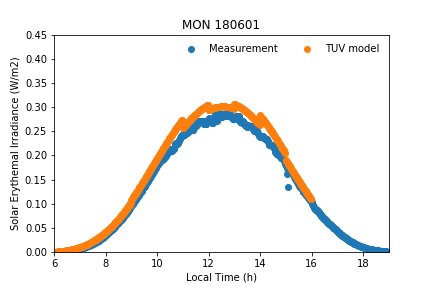 MON 180601
Measurement TUV model
Solar Erythemal Irradiance (W/m2)
0.45
0.40
0.35
0.30
0.25
0.20
0.15
0.10
0.05
0.00
6 8 10 12 14 16 18
Local Time (h)